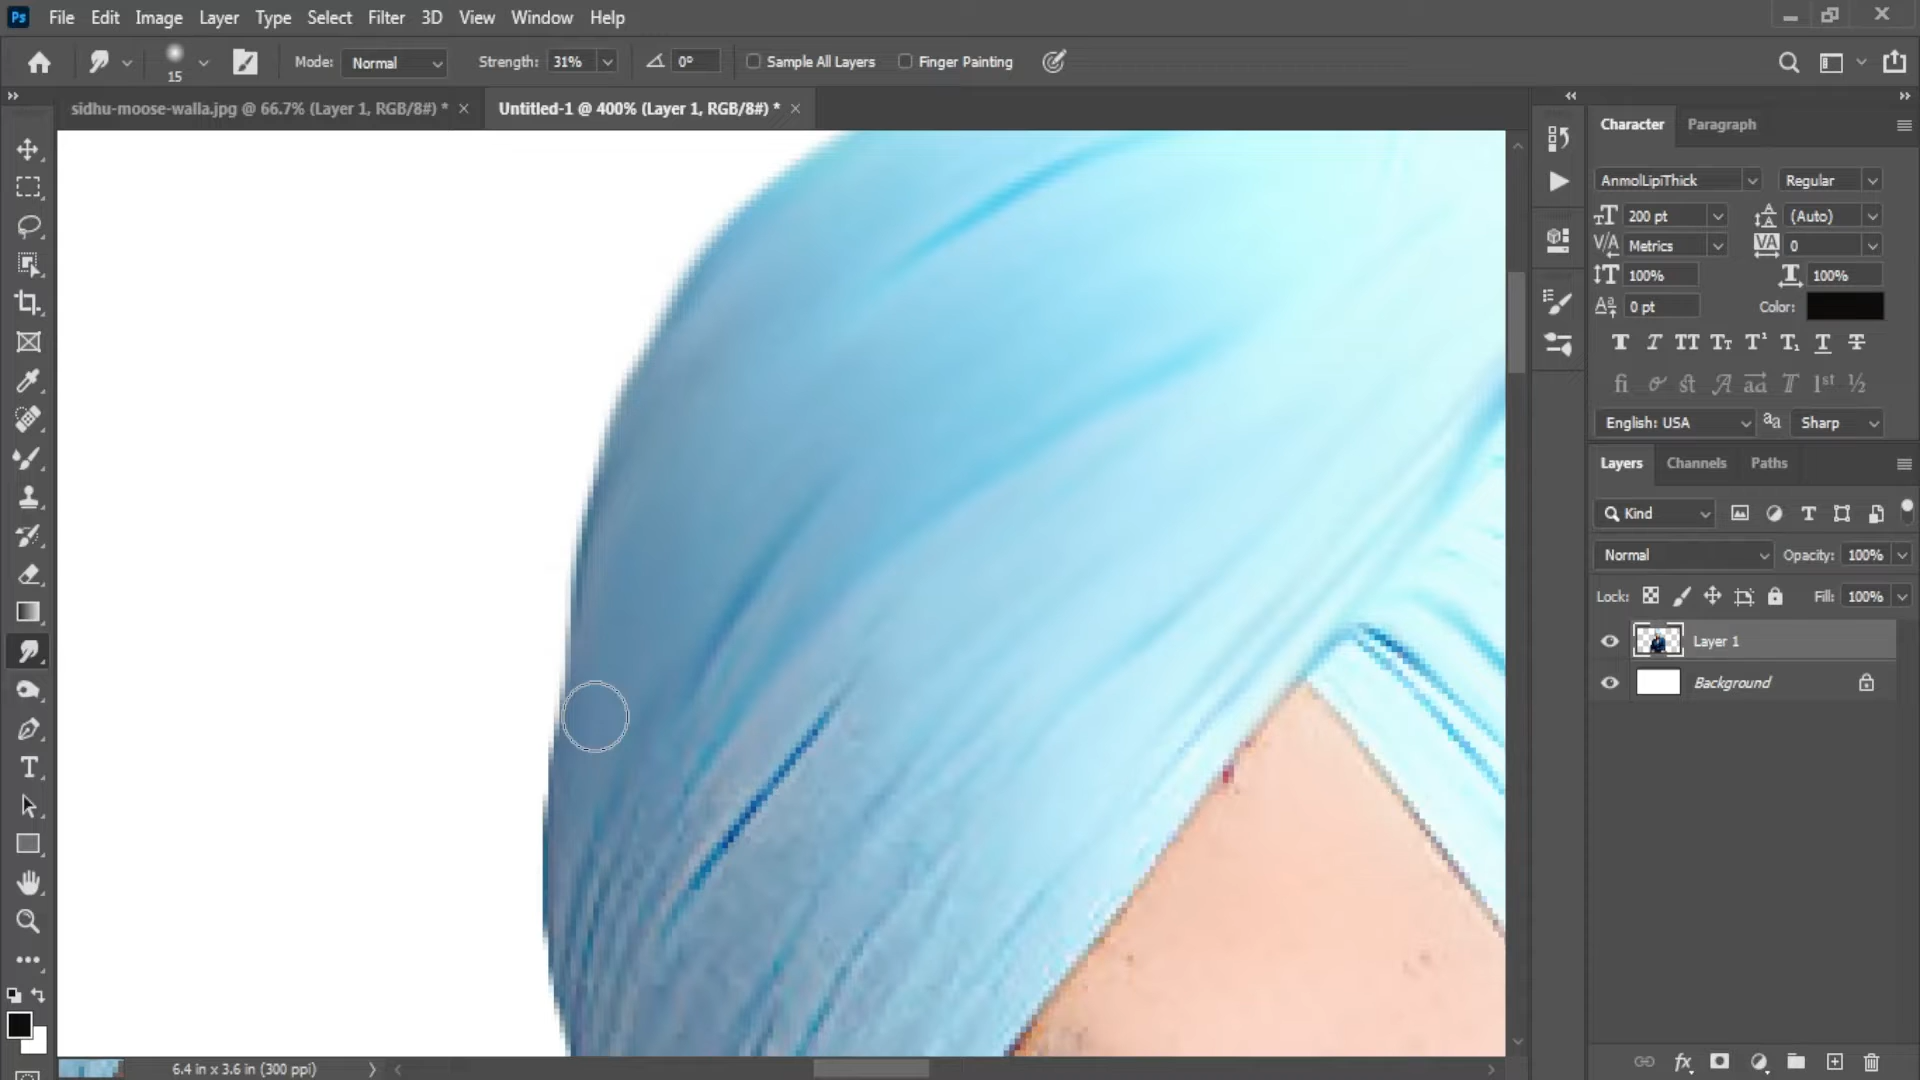 Ps File Edit Image Layer Type Select Filter 3D View Window Help
15 Mode: Normal Strength: 31% 0° Sample All Layers Finger Painting
sidhu-moose-walla.jpg @ 66.7% (Layer 1, RGB/8#) * × Untitled-1 @ 400% (Layer 1, RGB/8#) * ×
Character Paragraph
AnmolLipiThick Regular
200 pt (Auto)
Metrics 0
100% 100%
0 pt Color:
English: USA Sharp
Layers Channels Paths
Kind
Normal Opacity: 100%
Lock: Fill: 100%
Layer 1
Background
6.4 in x 3.6 in (300 ppi)